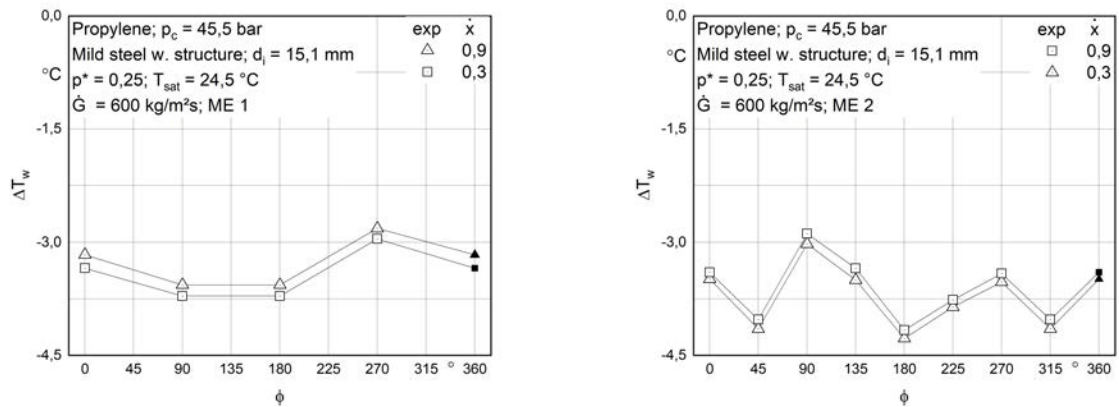 0,0
Propylene; p_c = 45,5 bar
exp ẋ
Mild steel w. structure; d_i = 15,1 mm
△ 0,9
°C
p* = 0,25; T_sat = 24,5 °C
□ 0,3
Ġ = 600 kg/m²s; ME 1
-1,5
ΔT_w
-3,0
-4,5
0 45 90 135 180 225 270 315 ° 360
ϕ
0,0
Propylene; p_c = 45,5 bar
exp ẋ
Mild steel w. structure; d_i = 15,1 mm
□ 0,9
°C
p* = 0,25; T_sat = 24,5 °C
△ 0,3
Ġ = 600 kg/m²s; ME 2
-1,5
ΔT_w
-3,0
-4,5
0 45 90 135 180 225 270 315 ° 360
ϕ